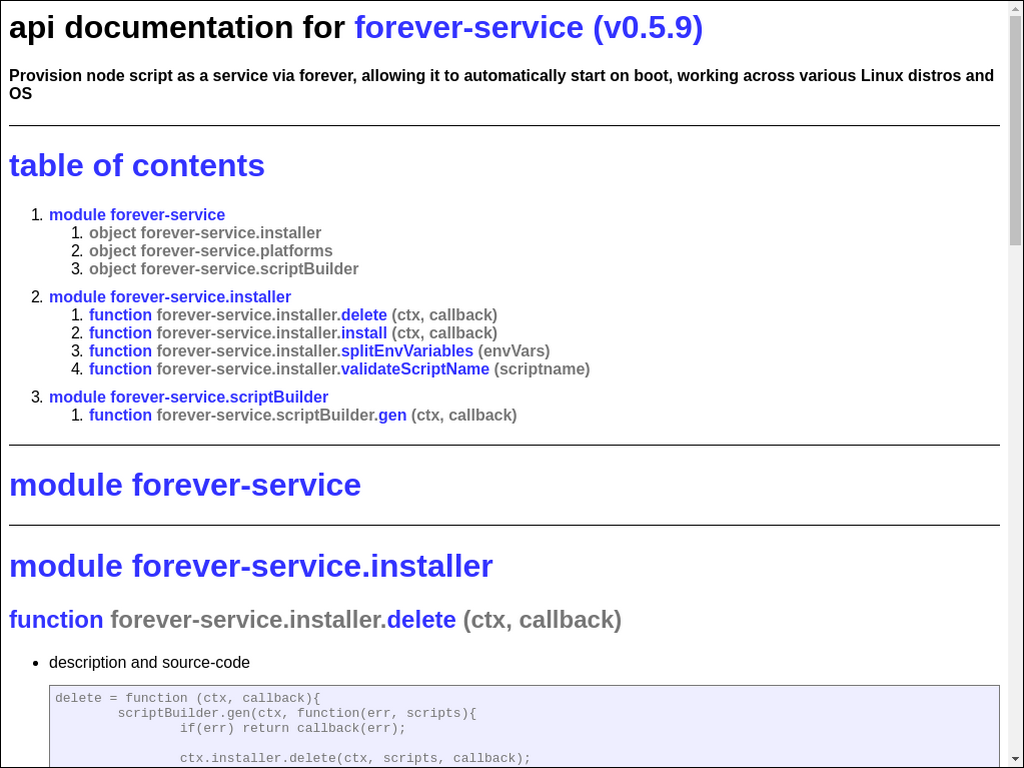 api documentation for forever-service (v0.5.9)
Provision node script as a service via forever, allowing it to automatically start on boot, working across various Linux distros and
OS
table of contents
1. module forever-service
1. object forever-service.installer
2. object forever-service.platforms
3. object forever-service.scriptBuilder
2. module forever-service.installer
1. function forever-service.installer.delete (ctx, callback)
2. function forever-service.installer.install (ctx, callback)
3. function forever-service.installer.splitEnvVariables (envVars)
4. function forever-service.installer.validateScriptName (scriptname)
3. module forever-service.scriptBuilder
1. function forever-service.scriptBuilder.gen (ctx, callback)
module forever-service
module forever-service.installer
function forever-service.installer.delete (ctx, callback)
• description and source-code
delete = function (ctx, callback){
scriptBuilder.gen(ctx, function(err, scripts){
if(err) return callback(err);
ctx.installer.delete(ctx, scripts, callback);